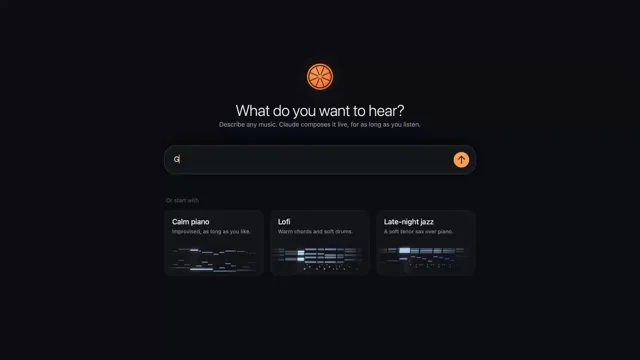 What do you want to hear?
Describe any music. Claude composes it live, for as long as you listen.
G
Or start with
Calm piano
Improvised, as long as you like.
Lofi
Warm chords and soft drums.
Late-night jazz
A soft tenor sax over piano.